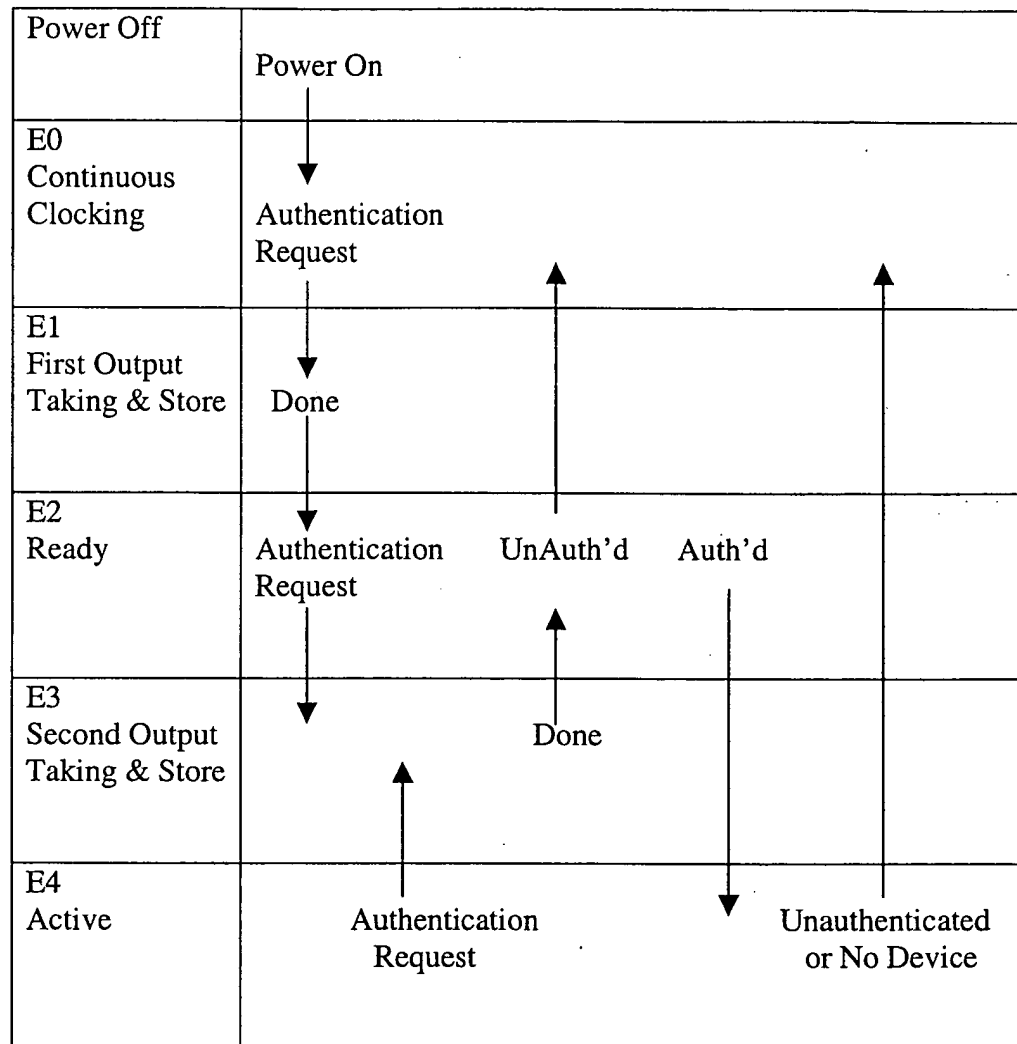 Power Off
Power On
E0
Continuous
Clocking
Authentication
Request
E1
First Output
Taking & Store
Done
E2
Ready
Authentication
Request
UnAuth'd
Auth'd
E3
Second Output
Taking & Store
Done
E4
Active
Authentication
Request
Unauthenticated
or No Device